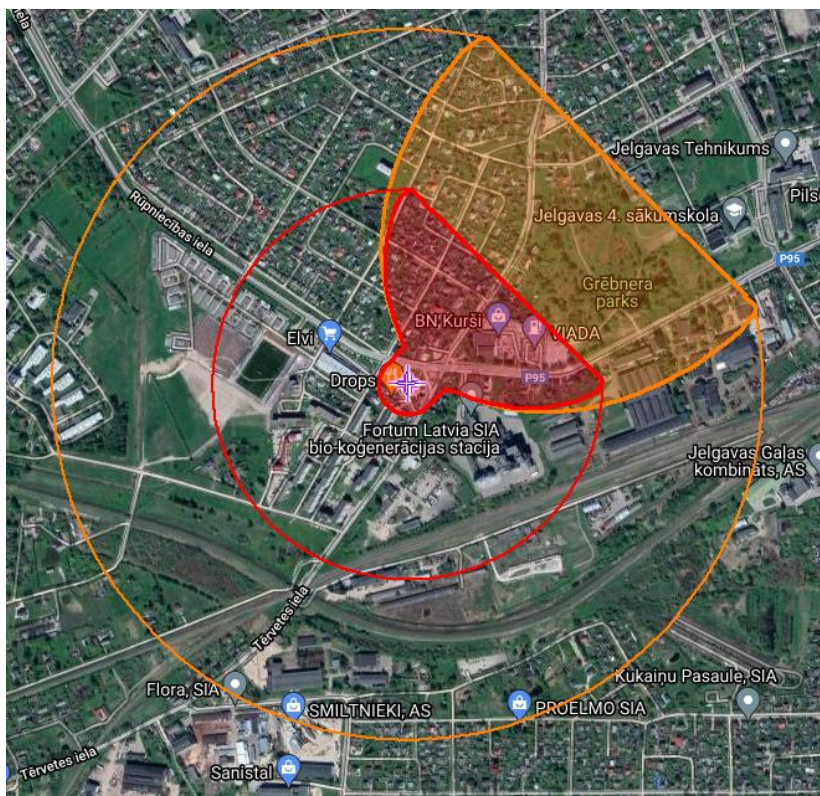 iela
Jelgavas Tehnikums
Pils
Rūpniecības iela
Jelgavas 4. sākumskola
P95
Grēbnera
parks
BN Kurši
VIADA
Elvi
Drops
P95
Fortum Latvia SIA
bio-koģenerācijas stacija
Jelgavas Gaļas
kombināts, AS
Tērvetes iela
Flora, SIA
Kukaiņu Pasaule, SIA
SMILTNIEKI, AS
PROELMO SIA
Tērvetes iela
Sanistal